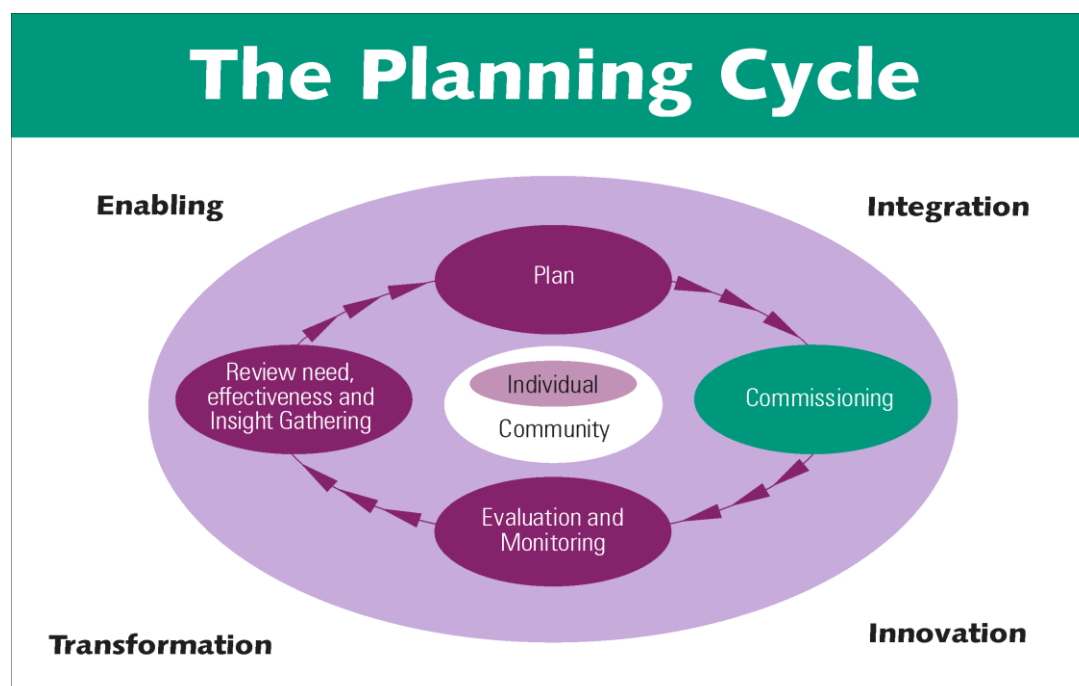 The Planning Cycle
Enabling
Integration
Plan
Review need,
effectiveness and
Insight Gathering
Individual
Community
Commissioning
Evaluation and
Monitoring
Transformation
Innovation